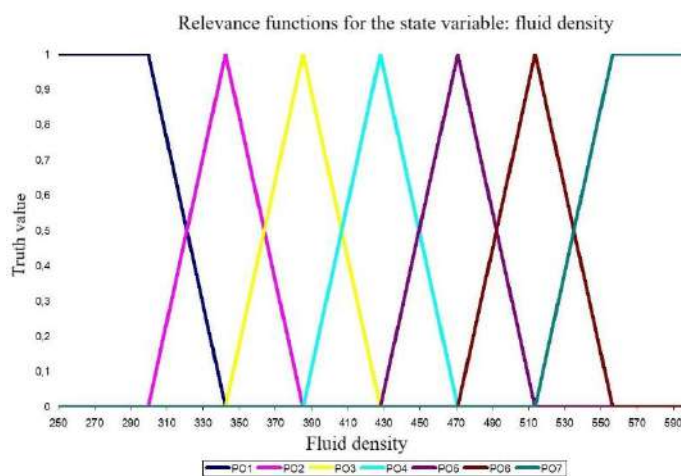 Relevance functions for the state variable: fluid density
Truth value
1
0,9
0,8
0,7
0,6
0,5
0,4
0,3
0,2
0,1
0
250 270 290 310 330 350 370 390 410 430 450 470 490 510 530 550 570 590
Fluid density
PO1 PO2 PO3 PO4 PO5 PO6 PO7